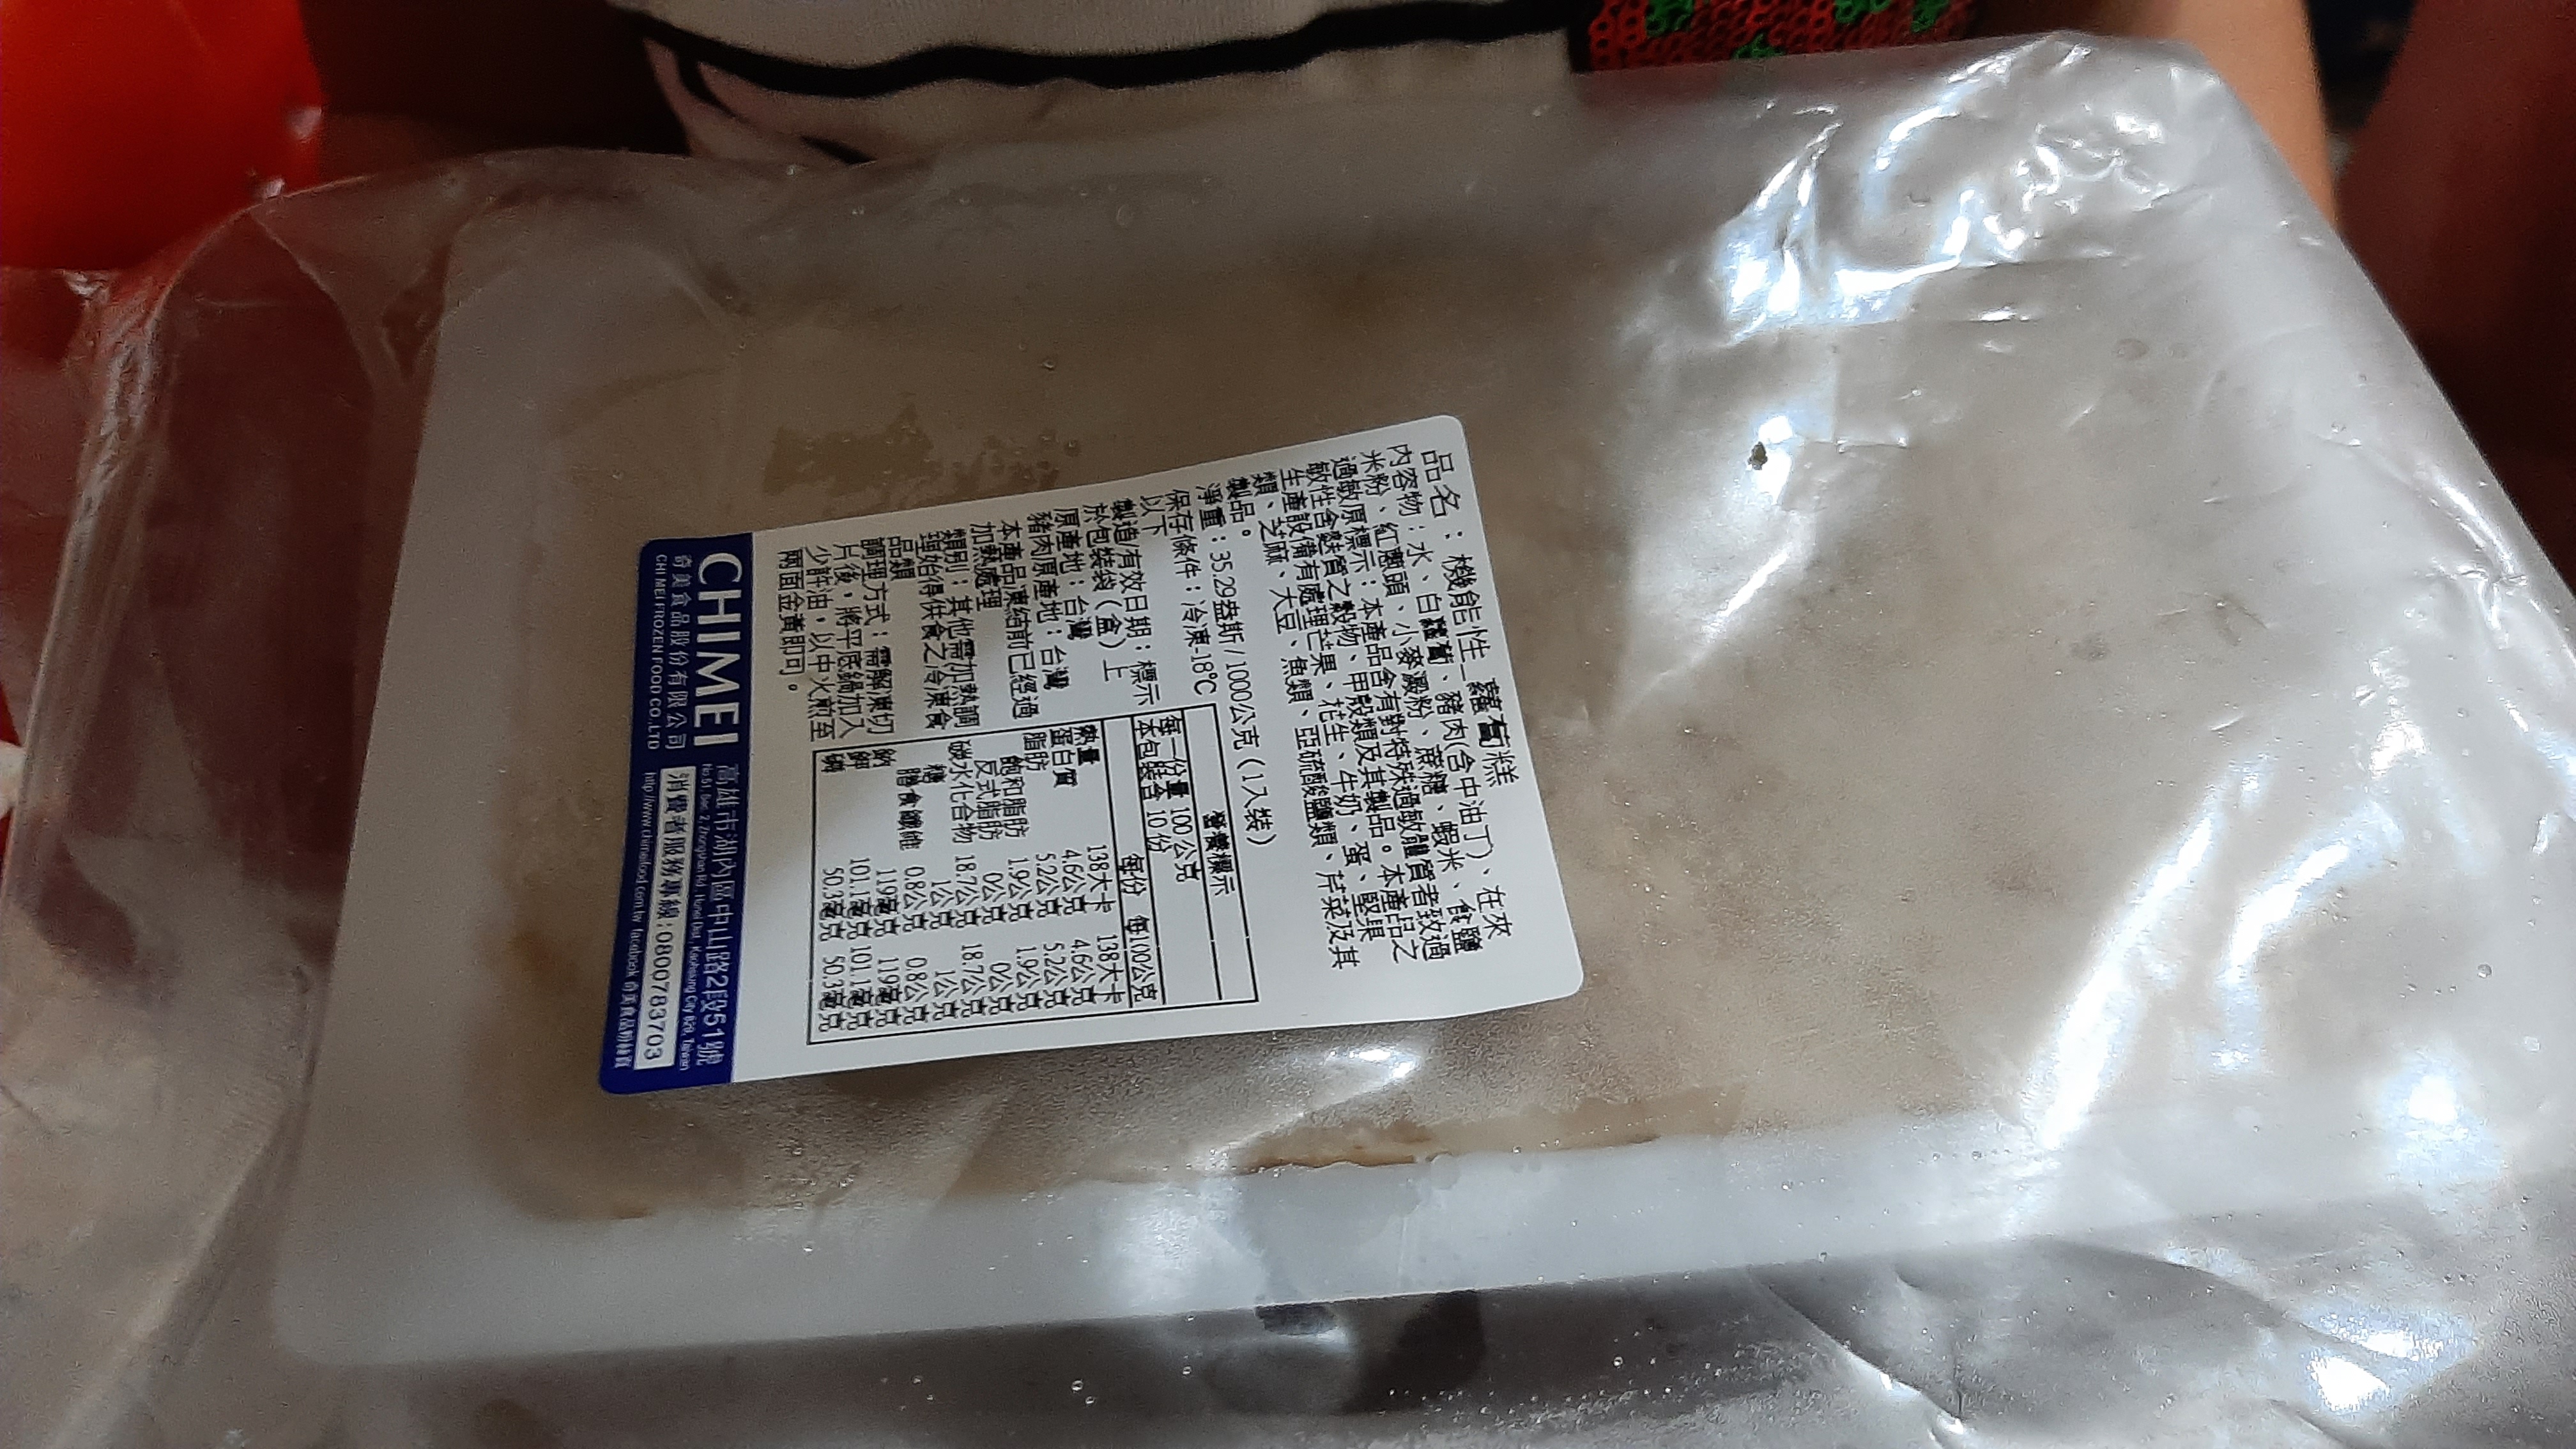 品名：機能性_蘿蔔糕
內容物：水、白蘿蔔、豬肉(含中油丁)、在來
米粉、紅蔥頭、小麥澱粉、蔗糖、蝦米、食鹽
過敏原標示：本產品含有對特殊過敏體質者致過
敏性含麩質之穀物、甲殼類及其製品。本產品之
生產設備有處理芒果、花生、牛奶、蛋、堅果
類、芝麻、大豆、魚類、亞硫酸鹽類、芹菜及其
製品。
淨重：35.29盎斯/1000公克(1入裝)
保存條件：冷凍-18℃
以下
製造/有效日期：標示
於包裝袋(盒)上
原產地：台灣
豬肉原產地：台灣
本產品凍結前已經過
加熱處理
類別：其他需加熱調
理始得供食之冷凍食
品類
調理方式：需解凍切
片後，將平底鍋加入
少許油，以中火煎至
兩面金黃即可。
營養標示
每一份量 100公克
本包裝含 10份
每份 每100公克
熱量 138大卡 138大卡
蛋白質 4.6公克 4.6公克
脂肪 5.2公克 5.2公克
飽和脂肪 1.9公克 1.9公克
反式脂肪 0公克 0公克
碳水化合物 18.7公克 18.7公克
糖 1公克 1公克
膳食纖維 0.8公克 0.8公克
鈉 119毫克 119毫克
鉀 101.1毫克 101.1毫克
磷 50.3毫克 50.3毫克
CHIMEI
奇美食品股份有限公司
CHI MEI FROZEN FOOD CO.,LTD
高雄市湖內區中山路2段51號
No.51, Sec. 2, Zhongshan Rd., Hunei Dist., Kaohsiung City 829, Taiwan
消費者服務專線：0800783703
http://www.chimeifood.com.tw facebook 奇美食品粉絲頁